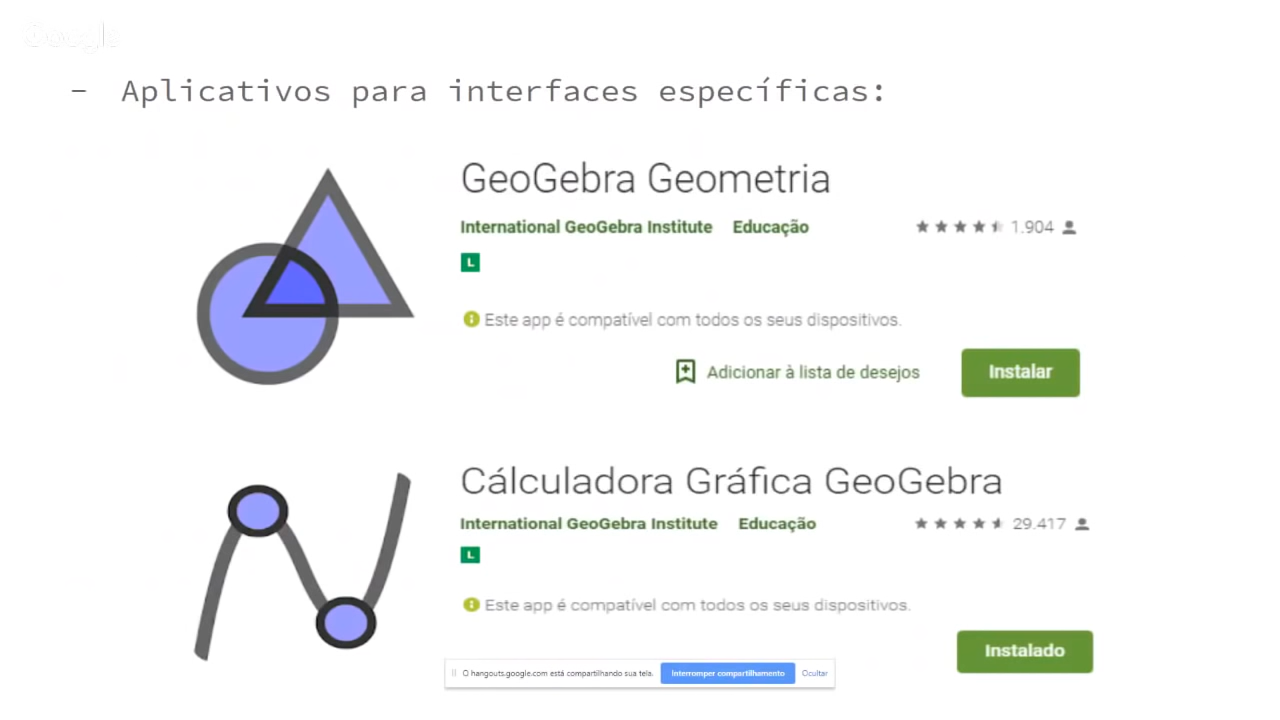 Google
- Aplicativos para interfaces específicas:
GeoGebra Geometria
International GeoGebra Institute Educação 1.904
L
Este app é compatível com todos os seus dispositivos.
Adicionar à lista de desejos Instalar
Cálculadora Gráfica GeoGebra
International GeoGebra Institute Educação 29.417
L
Este app é compatível com todos os seus dispositivos.
Instalado
O hangouts.google.com está compartilhando sua tela. Interromper compartilhamento Ocultar